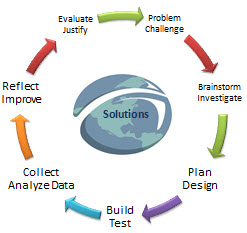 Evaluate
Justify
Problem
Challenge
Brainstorm
Investigate
Plan
Design
Build
Test
Collect
Analyze Data
Reflect
Improve
Solutions